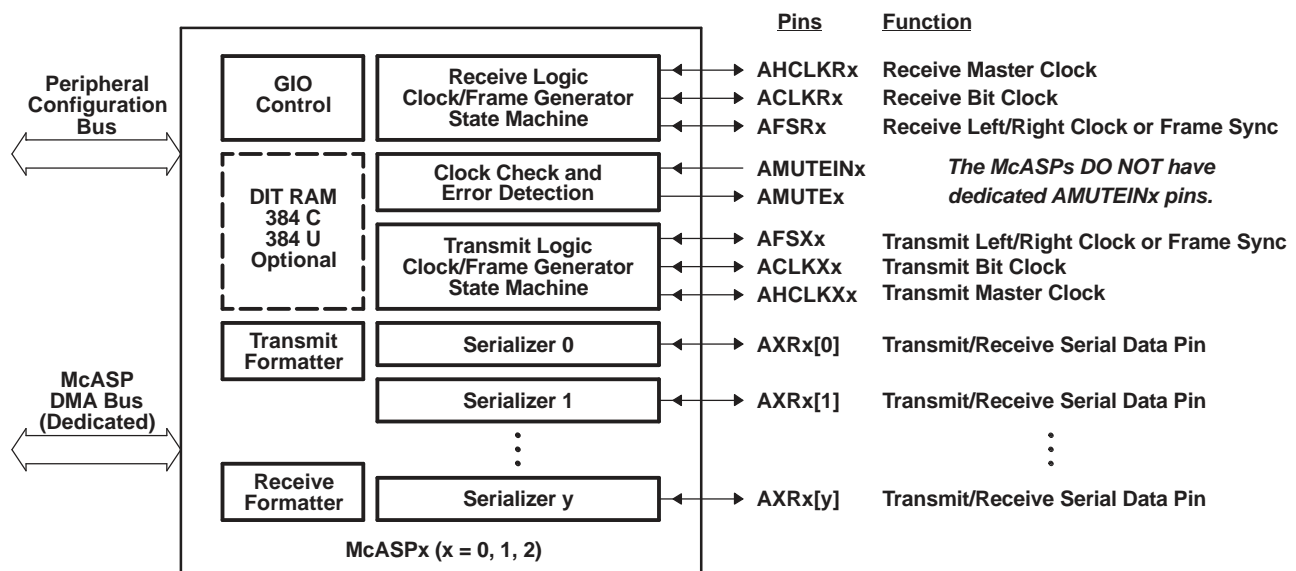 Pins Function
Peripheral
Configuration
Bus
GIO
Control
Receive Logic
Clock/Frame Generator
State Machine
AHCLKRx Receive Master Clock
ACLKRx Receive Bit Clock
AFSRx Receive Left/Right Clock or Frame Sync
DIT RAM
384 C
384 U
Optional
Clock Check and
Error Detection
AMUTEINx
AMUTEx
The McASPs DO NOT have
dedicated AMUTEINx pins.
Transmit Logic
Clock/Frame Generator
State Machine
AFSXx Transmit Left/Right Clock or Frame Sync
ACLKXx Transmit Bit Clock
AHCLKXx Transmit Master Clock
Transmit
Formatter
Serializer 0
AXRx[0] Transmit/Receive Serial Data Pin
McASP
DMA Bus
(Dedicated)
Serializer 1
AXRx[1] Transmit/Receive Serial Data Pin
Receive
Formatter
Serializer y
AXRx[y] Transmit/Receive Serial Data Pin
McASPx (x = 0, 1, 2)